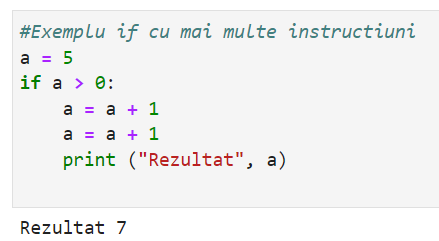 #Exemplu if cu mai multe instructiuni
a = 5
if a > 0:
    a = a + 1
    a = a + 1
    print ("Rezultat", a)
Rezultat 7